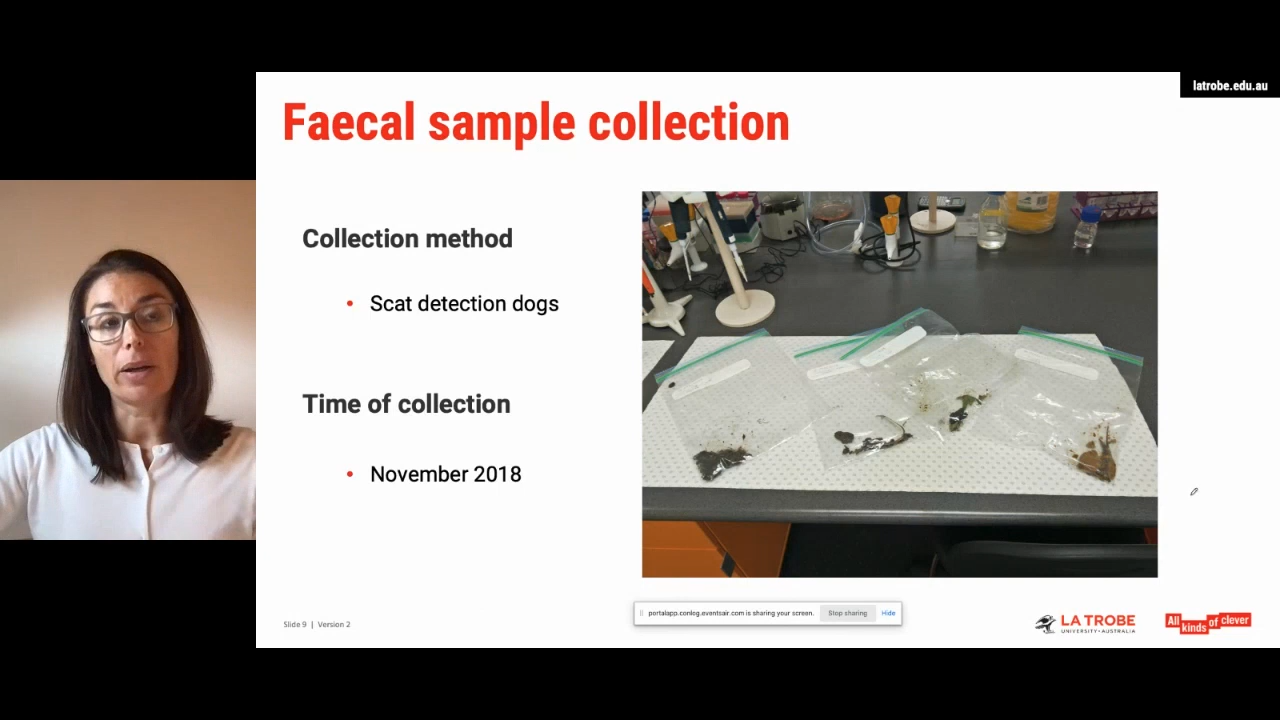 latrobe.edu.au
Faecal sample collection
Collection method
• Scat detection dogs
Time of collection
• November 2018
portalapp.conlog.eventsair.com is sharing your screen. Stop sharing Hide
Slide 9 | Version 2
LA TROBE
UNIVERSITY • AUSTRALIA
All kinds of clever